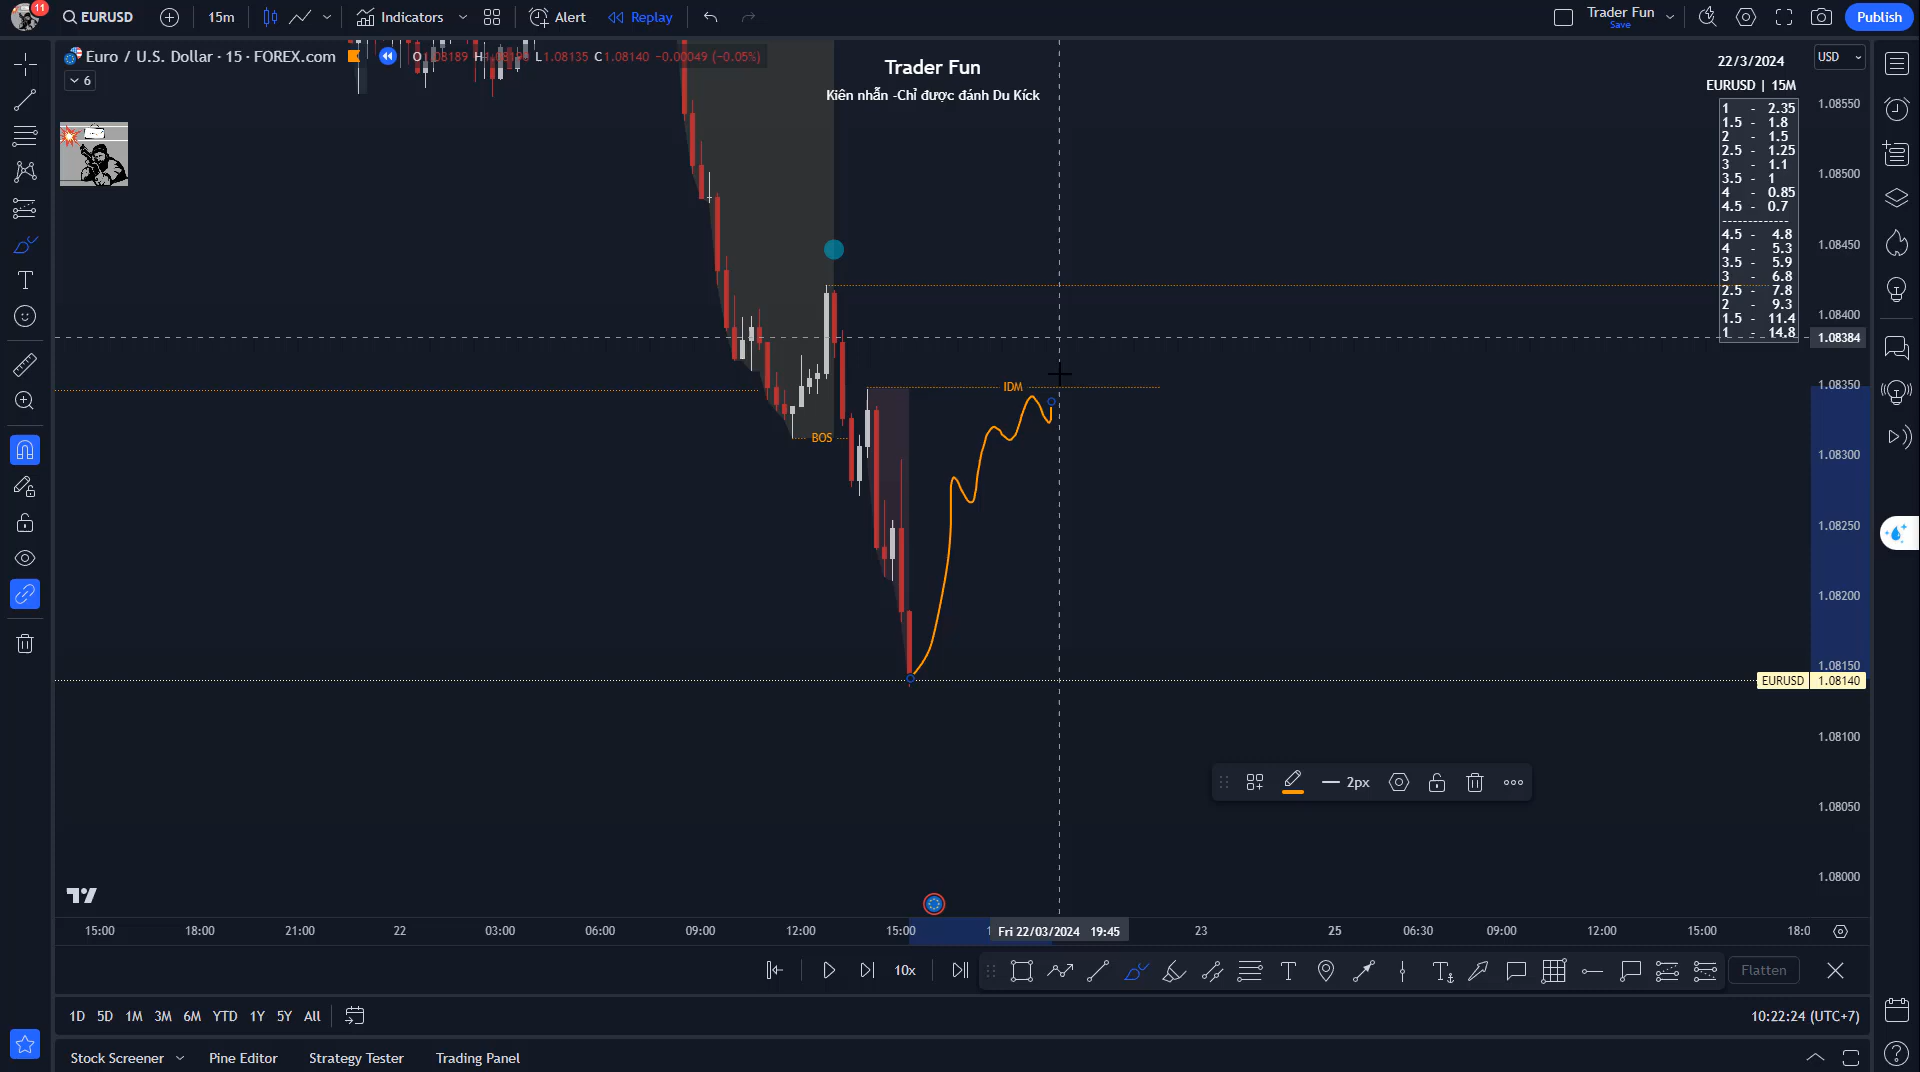 11
EURUSD
15m
Indicators
Alert
Replay
Trader Fun
Save
Publish
Euro / U.S. Dollar · 15 · FOREX.com
L1.08135 C1.08140 -0.00049 (-0.05%)
6
Trader Fun
Kiên nhẫn -Chỉ được đánh Du Kích
22/3/2024
EURUSD | 15M
1 - 2.35
1.5 - 1.8
2 - 1.5
2.5 - 1.25
3 - 1.1
3.5 - 1
4 - 0.85
4.5 - 0.7
-------------
4.5 - 4.8
4 - 5.3
3.5 - 5.9
3 - 6.8
2.5 - 7.8
2 - 9.3
1.5 - 11.4
1 - 14.8
USD
1.08550
1.08500
1.08450
1.08400
1.08384
1.08350
1.08300
1.08250
1.08200
1.08150
EURUSD 1.08140
1.08100
1.08050
1.08000
IDM
BOS
2px
15:00 18:00 21:00 22 03:00 06:00 09:00 12:00 15:00 Fri 22/03/2024 19:45 23 25 06:30 09:00 12:00 15:00
10x
Flatten
1D 5D 1M 3M 6M YTD 1Y 5Y All
10:22:24 (UTC+7)
Stock Screener
Pine Editor
Strategy Tester
Trading Panel